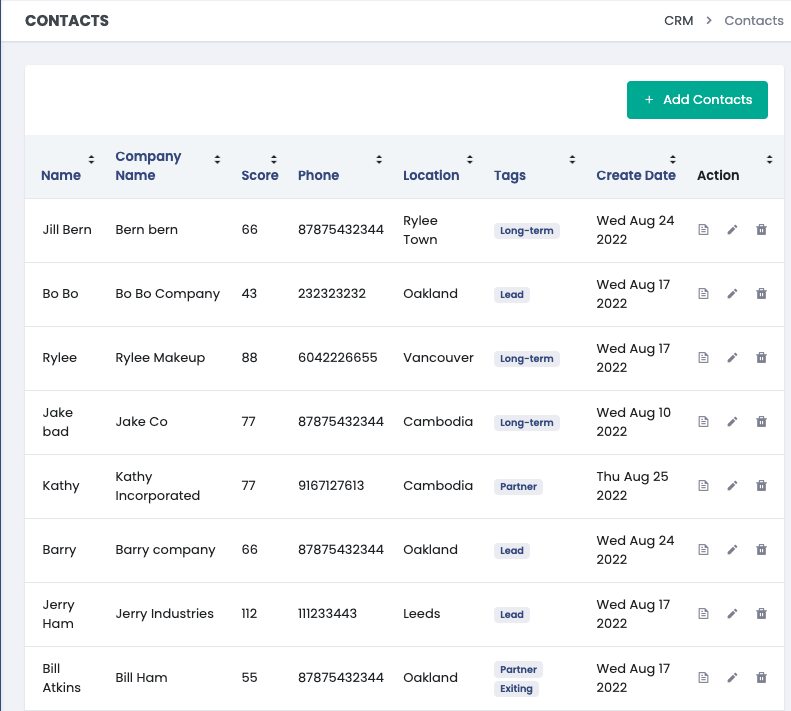 CONTACTS
CRM > Contacts
+ Add Contacts
Name Company Name Score Phone Location Tags Create Date Action
Jill Bern Bern bern 66 87875432344 Rylee Town Long-term Wed Aug 24 2022
Bo Bo Bo Bo Company 43 232323232 Oakland Lead Wed Aug 17 2022
Rylee Rylee Makeup 88 6042226655 Vancouver Long-term Wed Aug 17 2022
Jake bad Jake Co 77 87875432344 Cambodia Long-term Wed Aug 10 2022
Kathy Kathy Incorporated 77 9167127613 Cambodia Partner Thu Aug 25 2022
Barry Barry company 66 87875432344 Oakland Lead Wed Aug 24 2022
Jerry Ham Jerry Industries 112 111233443 Leeds Lead Wed Aug 17 2022
Bill Atkins Bill Ham 55 87875432344 Oakland Partner Exiting Wed Aug 17 2022